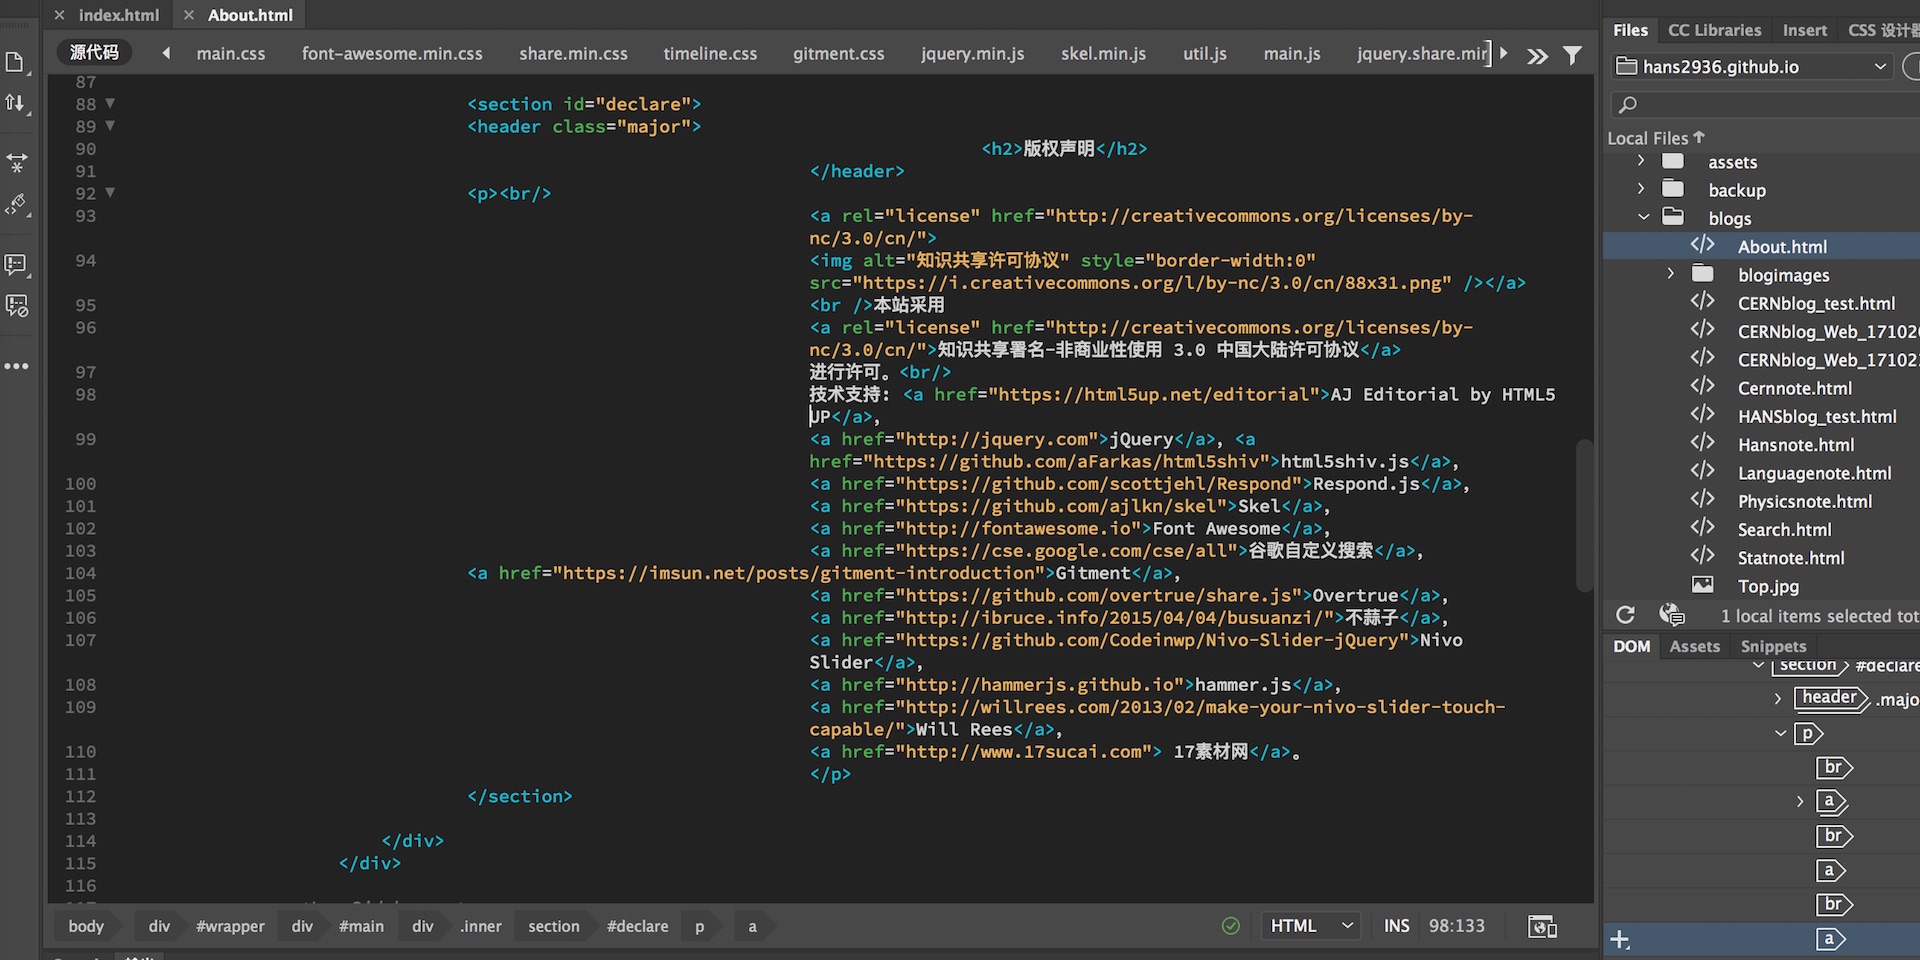 index.html
About.html
源代码
main.css
font-awesome.min.css
share.min.css
timeline.css
gitment.css
jquery.min.js
skel.min.js
util.js
main.js
jquery.share.mir
87
88 <section id="declare">
89 <header class="major">
90 <h2>版权声明</h2>
91 </header>
92 <p><br/>
93 <a rel="license" href="http://creativecommons.org/licenses/by-
nc/3.0/cn/">
94 <img alt="知识共享许可协议" style="border-width:0"
src="https://i.creativecommons.org/l/by-nc/3.0/cn/88x31.png" /></a>
95 <br />本站采用
96 <a rel="license" href="http://creativecommons.org/licenses/by-
nc/3.0/cn/">知识共享署名-非商业性使用 3.0 中国大陆许可协议</a>
97 进行许可。<br/>
98 技术支持: <a href="https://html5up.net/editorial">AJ Editorial by HTML5
UP</a>,
99 <a href="http://jquery.com">jQuery</a>, <a
href="https://github.com/aFarkas/html5shiv">html5shiv.js</a>,
100 <a href="https://github.com/scottjehl/Respond">Respond.js</a>,
101 <a href="https://github.com/ajlkn/skel">Skel</a>,
102 <a href="http://fontawesome.io">Font Awesome</a>,
103 <a href="https://cse.google.com/cse/all">谷歌自定义搜索</a>,
104 <a href="https://imsun.net/posts/gitment-introduction">Gitment</a>,
105 <a href="https://github.com/overtrue/share.js">Overtrue</a>,
106 <a href="http://ibruce.info/2015/04/04/busuanzi/">不蒜子</a>,
107 <a href="https://github.com/Codeinwp/Nivo-Slider-jQuery">Nivo
Slider</a>,
108 <a href="http://hammerjs.github.io">hammer.js</a>,
109 <a href="http://willrees.com/2013/02/make-your-nivo-slider-touch-
capable/">Will Rees</a>,
110 <a href="http://www.17sucai.com"> 17素材网</a>。
111 </p>
112 </section>
113
114 </div>
115 </div>
116
body
div
#wrapper
div
#main
div
.inner
section
#declare
p
a
HTML
INS
98:133
Files
CC Libraries
Insert
CSS 设计
hans2936.github.io
Local Files
assets
backup
blogs
About.html
blogimages
CERNblog_test.html
CERNblog_Web_17102
CERNblog_Web_17102
Cernnote.html
HANSblog_test.html
Hansnote.html
Languagenote.html
Physicsnote.html
Search.html
Statnote.html
Top.jpg
1 local items selected tot
DOM
Assets
Snippets
section #declare
header .majo
p
br
a
br
a
br
a